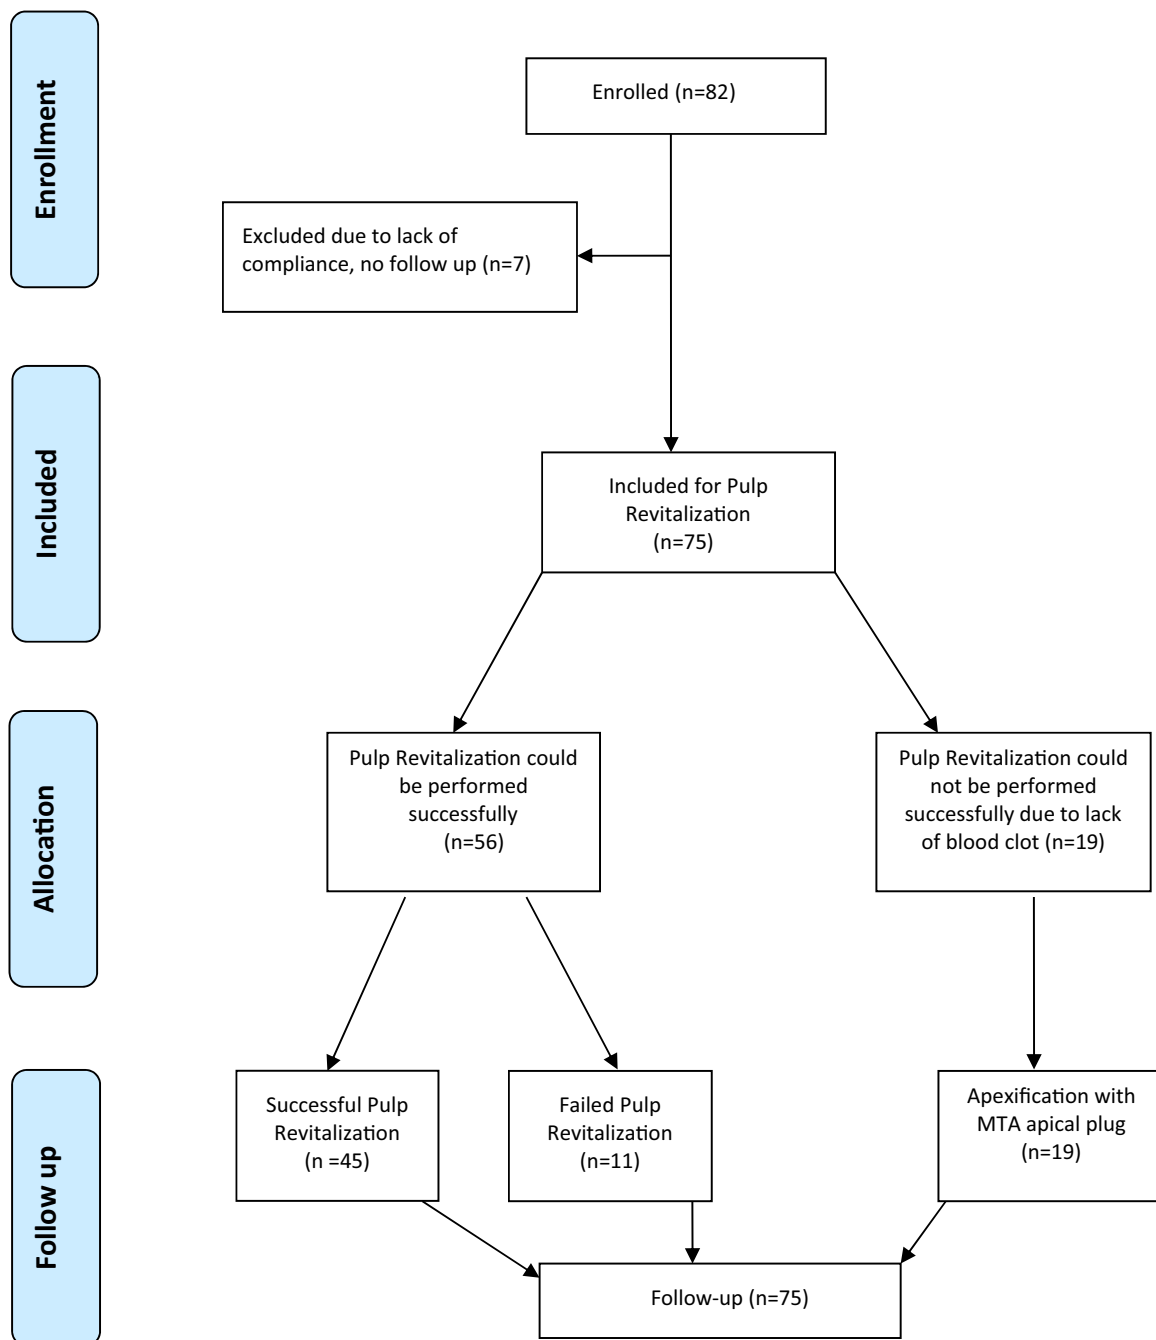 Enrollment
Enrolled (n=82)
Excluded due to lack of
compliance, no follow up (n=7)
Included
Included for Pulp
Revitalization
(n=75)
Allocation
Pulp Revitalization could
be performed
successfully
(n=56)
Pulp Revitalization could
not be performed
successfully due to lack
of blood clot (n=19)
Follow up
Successful Pulp
Revitalization
(n =45)
Failed Pulp
Revitalization
(n=11)
Apexification with
MTA apical plug
(n=19)
Follow-up (n=75)